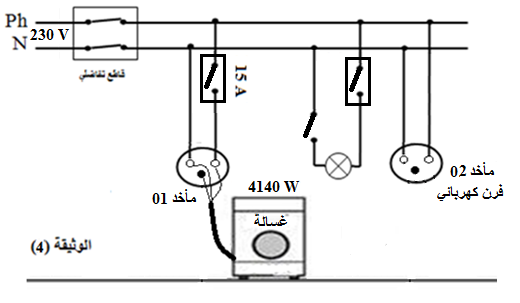 Ph
N 230 V
قاطع تفاضلي
15 A
مأخذ 01
مأخذ 02
فرن كهربائي
4140 W
غسالة
الوثيقة (4)